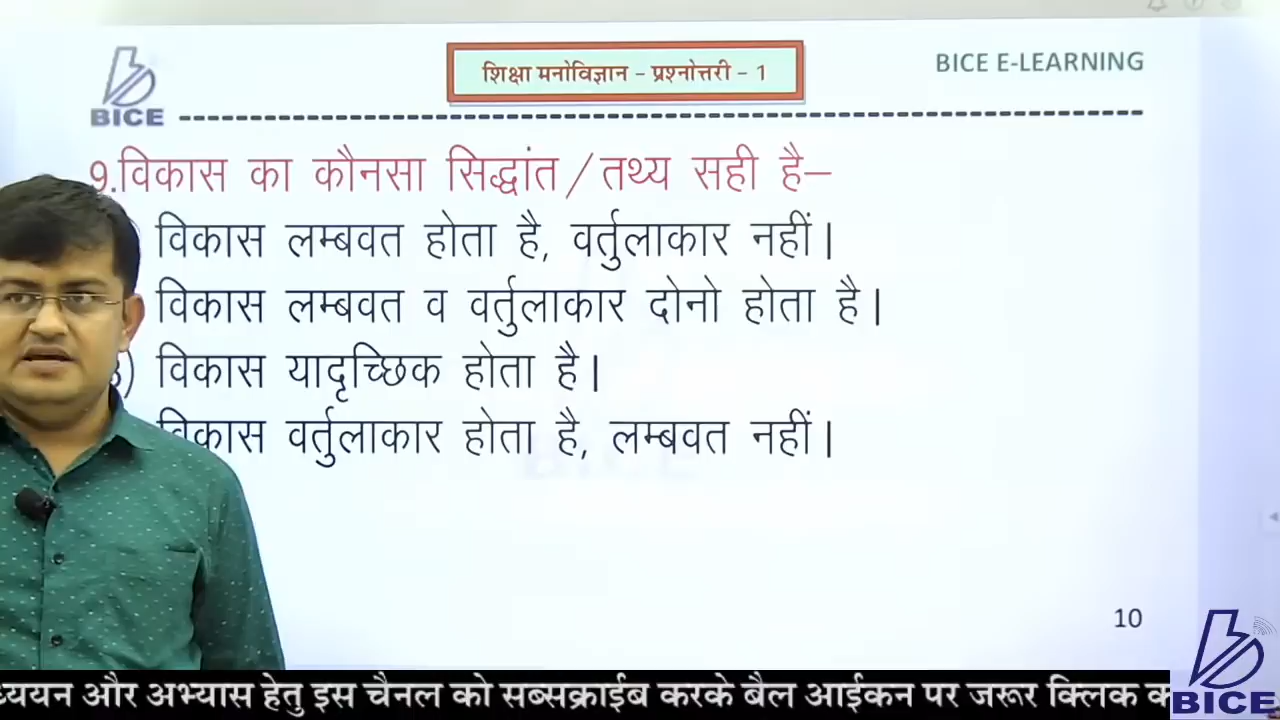 BICE
शिक्षा मनोविज्ञान – प्रश्नोत्तरी – 1
BICE E-LEARNING
9.विकास का कौनसा सिद्धांत/तथ्य सही है–
विकास लम्बवत होता है, वर्तुलाकार नहीं।
विकास लम्बवत व वर्तुलाकार दोनो होता है।
विकास यादृच्छिक होता है।
विकास वर्तुलाकार होता है, लम्बवत नहीं।
10
और अभ्यास हेतु इस चैनल को सब्सक्राईब करके बैल आईकन पर जरूर क्लिक
BICE